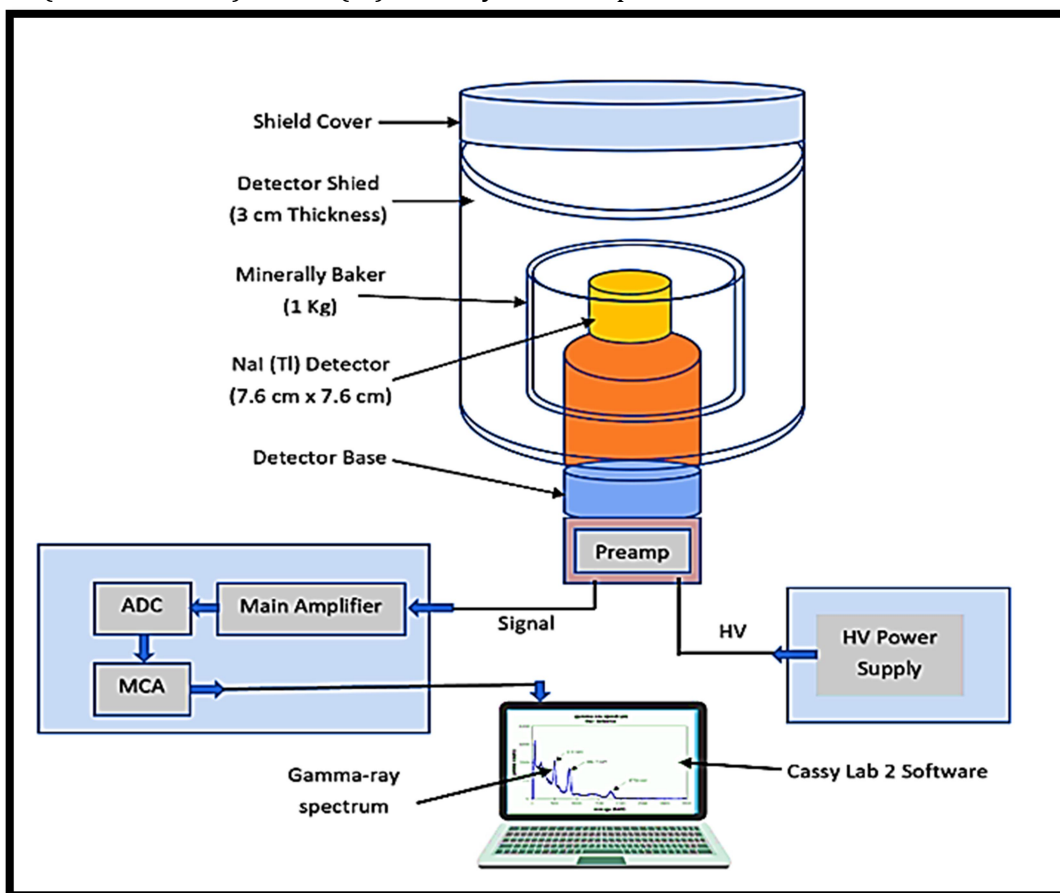 Shield Cover
Detector Shied
(3 cm Thickness)
Minerally Baker
(1 Kg)
NaI (Tl) Detector
(7.6 cm x 7.6 cm)
Detector Base
Preamp
ADC
Main Amplifier
Signal
HV
HV Power
Supply
MCA
Gamma-ray
spectrum
Cassy Lab 2 Software